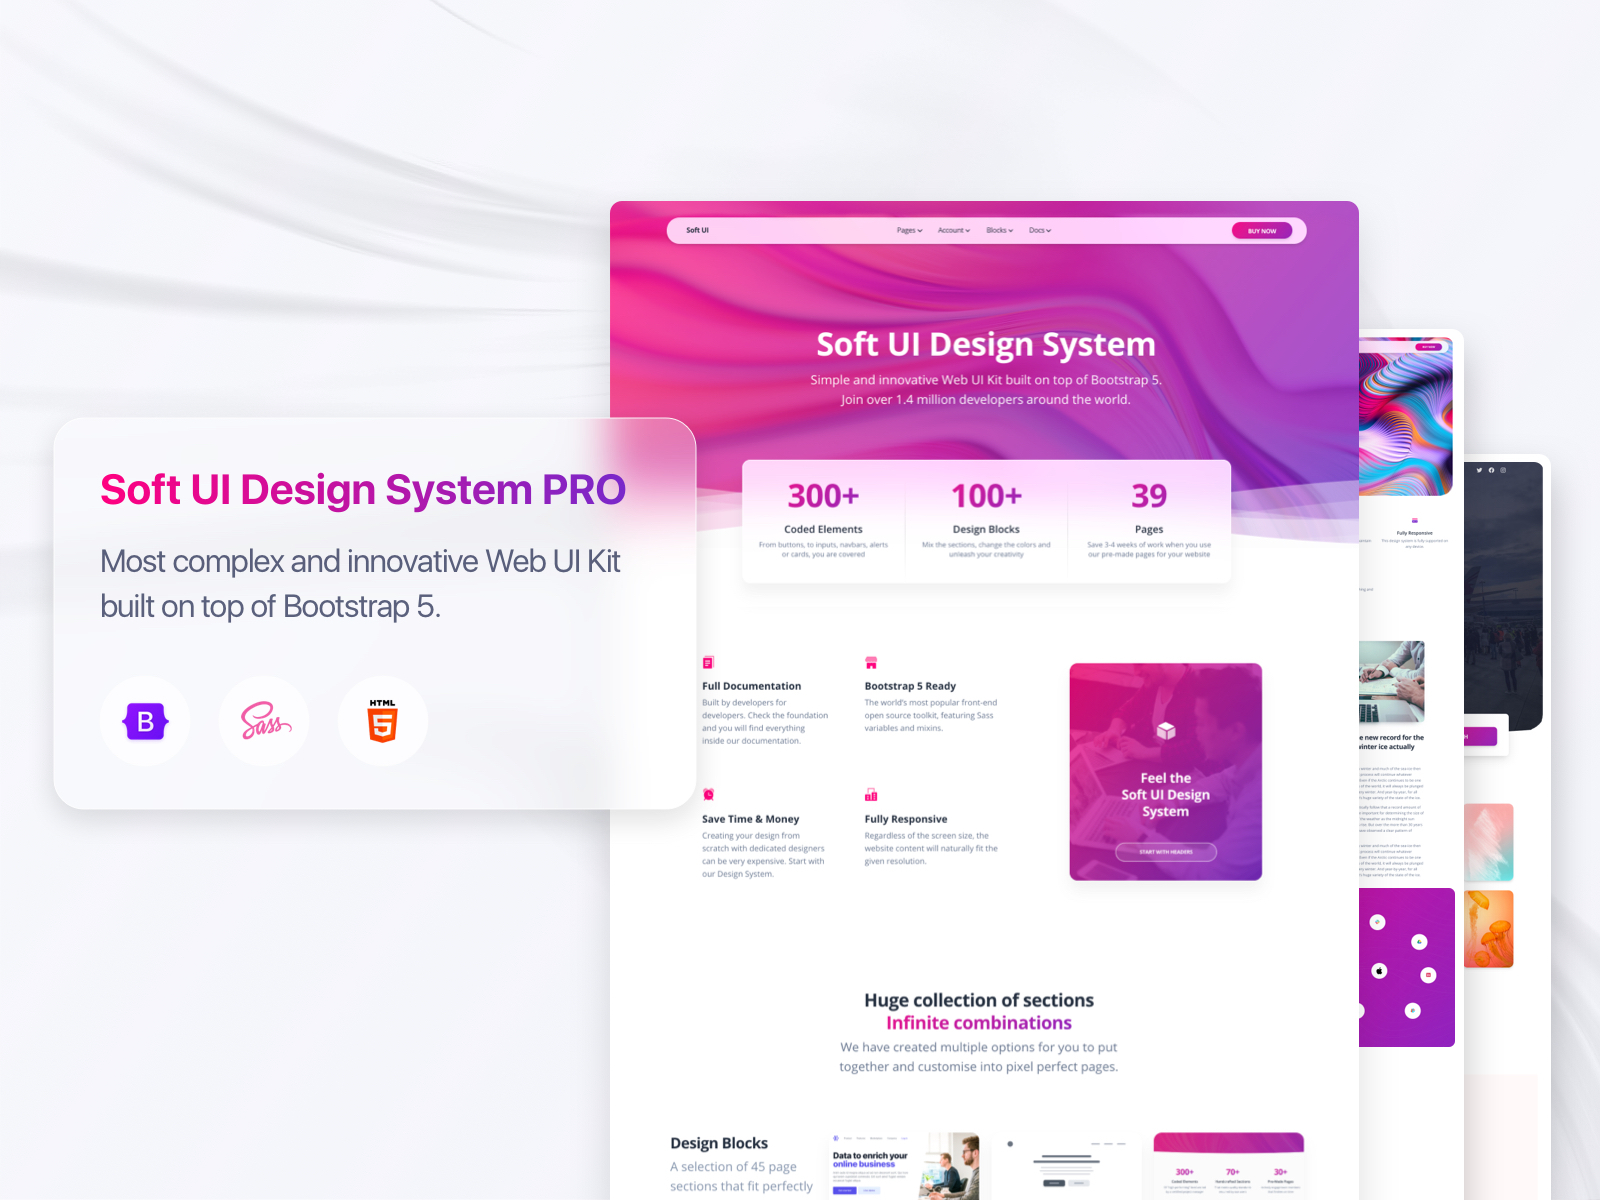 Soft UI Design System PRO
Most complex and innovative Web UI Kit
built on top of Bootstrap 5.
B
Sass
HTML
5
Soft UI
Pages
Account
Blocks
Docs
BUY NOW
Soft UI Design System
Simple and innovative Web UI Kit built on top of Bootstrap 5.
Join over 1.4 million developers around the world.
300+
Coded Elements
From buttons, to inputs, navbars, alerts
or cards, you are covered
100+
Design Blocks
Mix the sections, change the colors and
unleash your creativity
39
Pages
Save 3-4 weeks of work when you use
our pre-made pages for your website
Full Documentation
Built by developers for
developers. Check the foundation
and you will find everything
inside our documentation.
Bootstrap 5 Ready
The world's most popular front-end
open source toolkit, featuring Sass
variables and mixins.
Save Time & Money
Creating your design from
scratch with dedicated designers
can be very expensive. Start with
our Design System.
Fully Responsive
Regardless of the screen size, the
website content will naturally fit the
given resolution.
Feel the
Soft UI Design
System
START WITH HEADERS
Huge collection of sections
Infinite combinations
We have created multiple options for you to put
together and customise into pixel perfect pages.
Design Blocks
A selection of 45 page
sections that fit perfectly
Data to enrich your
online business
300+
Coded Elements
70+
30+
Fully Responsive
This design system is fully supported on
any device.
new record for the
winter ice actually